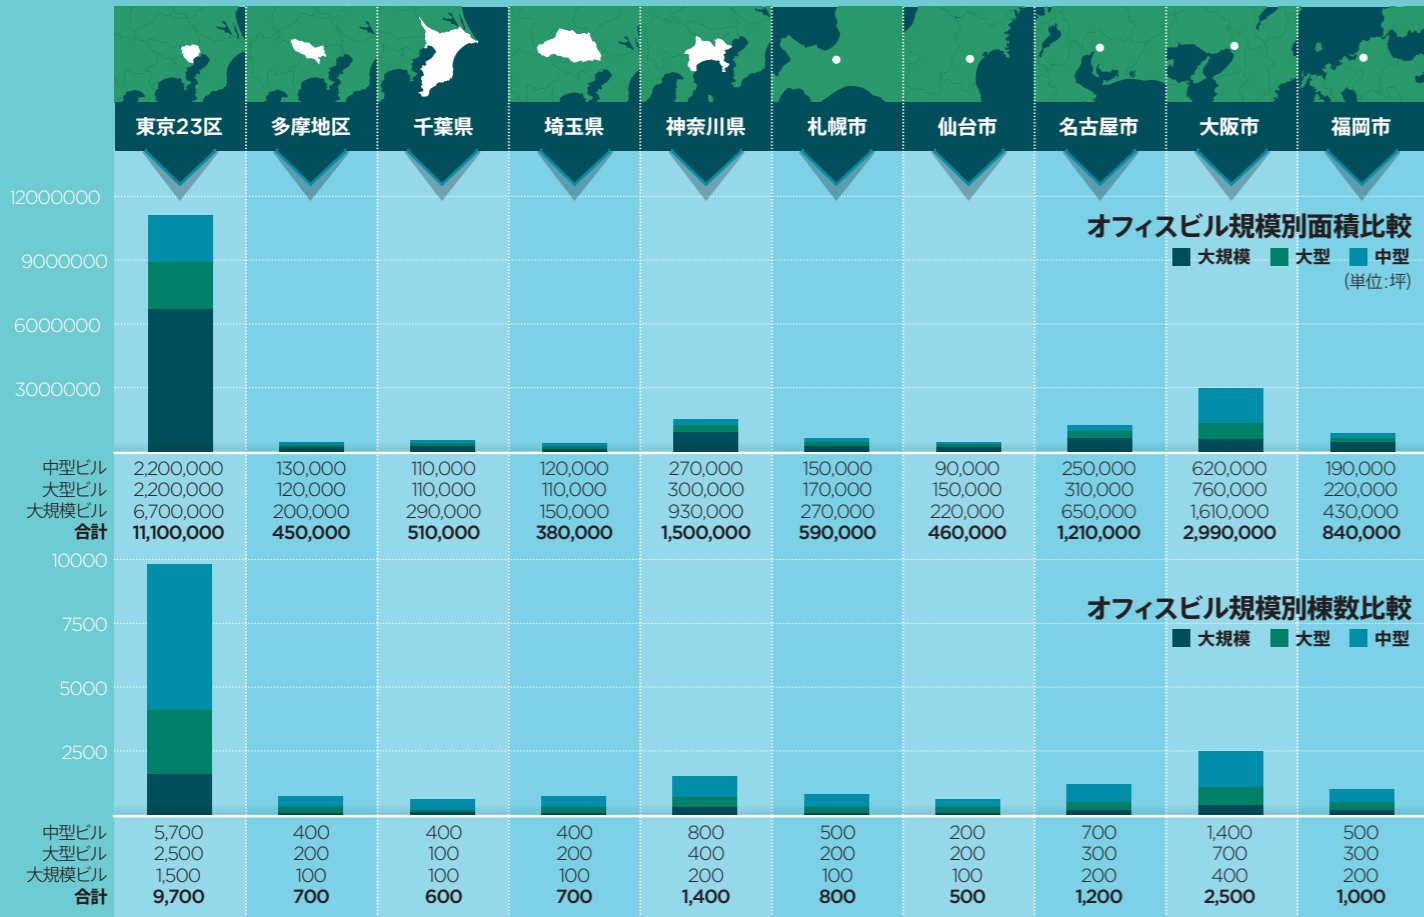 東京23区 多摩地区 千葉県 埼玉県 神奈川県 札幌市 仙台市 名古屋市 大阪市 福岡市
オフィスビル規模別面積比較
大規模 大型 中型
(単位:坪)
12000000
9000000
6000000
3000000
中型ビル 2,200,000 130,000 110,000 120,000 270,000 150,000 90,000 250,000 620,000 190,000
大型ビル 2,200,000 120,000 110,000 110,000 300,000 170,000 150,000 310,000 760,000 220,000
大規模ビル 6,700,000 200,000 290,000 150,000 930,000 270,000 220,000 650,000 1,610,000 430,000
合計 11,100,000 450,000 510,000 380,000 1,500,000 590,000 460,000 1,210,000 2,990,000 840,000
オフィスビル規模別棟数比較
大規模 大型 中型
10000
7500
5000
2500
中型ビル 5,700 400 400 400 800 500 200 700 1,400 500
大型ビル 2,500 200 100 200 400 200 200 300 700 300
大規模ビル 1,500 100 100 100 200 100 100 200 400 200
合計 9,700 700 600 700 1,400 800 500 1,200 2,500 1,000